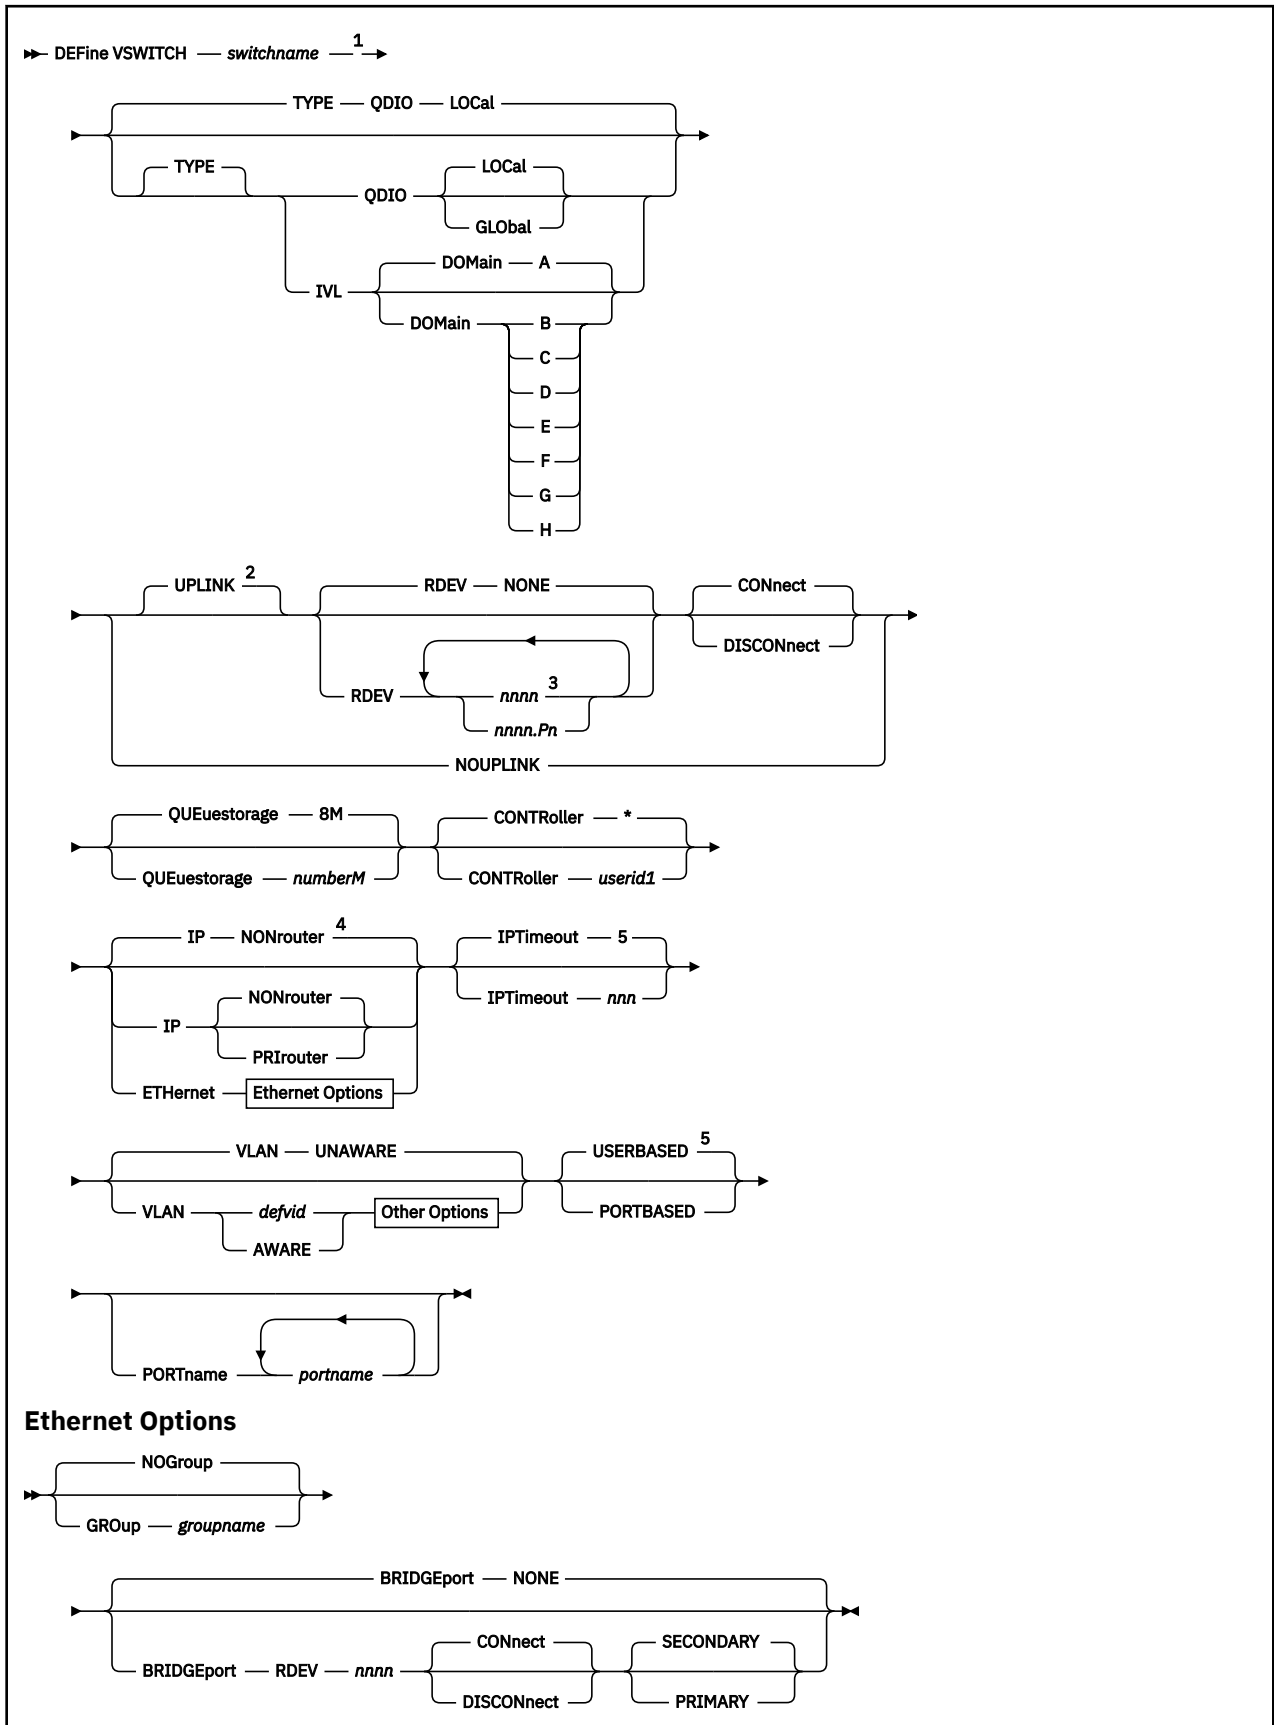 DEFine VSWITCH switchname 1
TYPE QDIO LOCal
TYPE LOCal
QDIO
GLObal
DOMain A
IVL
DOMain B
C
D
E
F
G
H
UPLINK 2 RDEV NONE CONnect
DISCONnect
RDEV nnnn 3
nnnn.Pn
NOUPLINK
QUEuestorage 8M CONTRoller *
QUEuestorage numberM CONTRoller userid1
IP NONrouter 4 IPTimeout 5
NONrouter IPTimeout nnn
IP
PRIrouter
ETHernet Ethernet Options
VLAN UNAWARE USERBASED 5
VLAN defvid Other Options PORTBASED
AWARE
PORTname portname
Ethernet Options
NOGroup
GROup groupname
BRIDGEport NONE
CONnect SECONDARY
BRIDGEport RDEV nnnn
DISCONnect PRIMARY